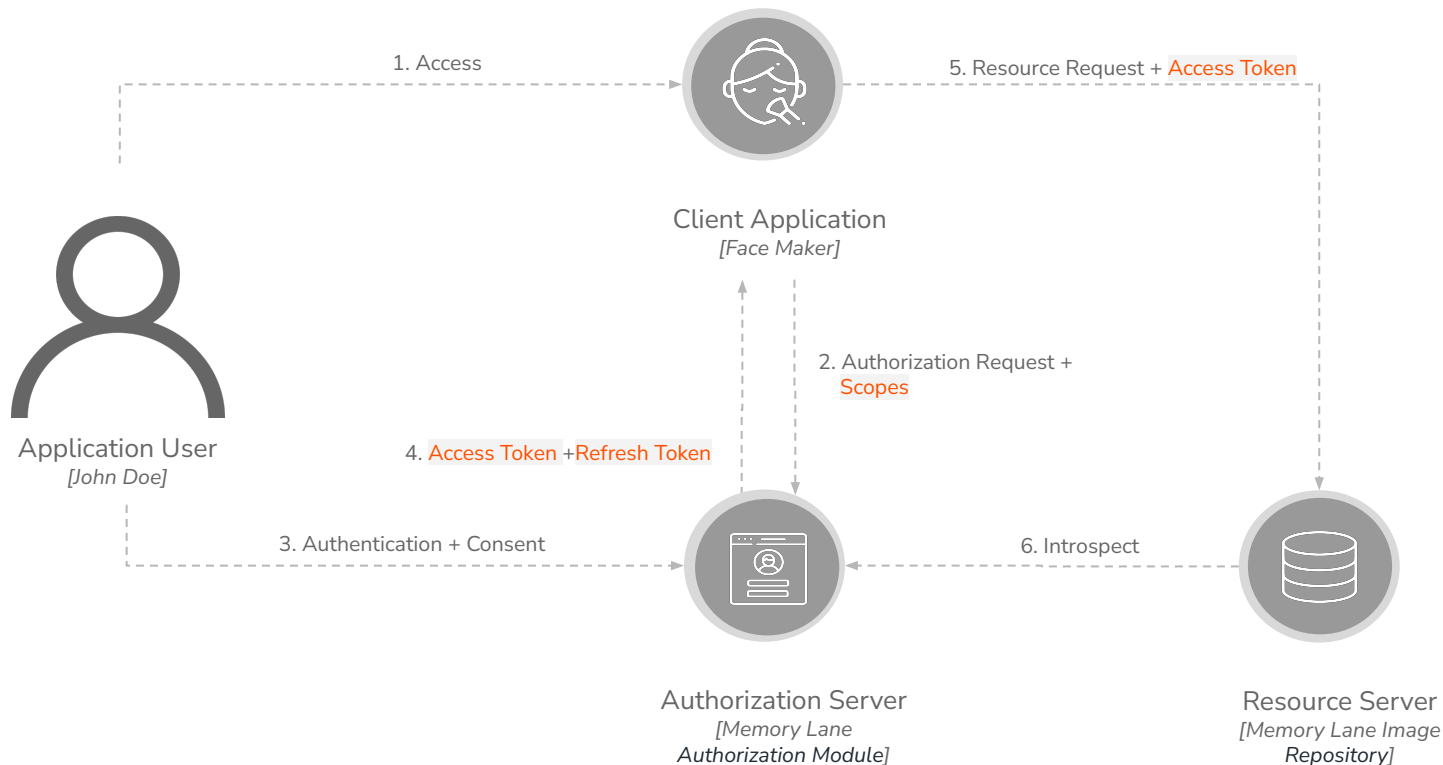 1. Access
5. Resource Request + Access Token
Client Application
[Face Maker]
2. Authorization Request +
Scopes
Application User
[John Doe]
4. Access Token +Refresh Token
3. Authentication + Consent
6. Introspect
Authorization Server
[Memory Lane
Authorization Module]
Resource Server
[Memory Lane Image
Repository]